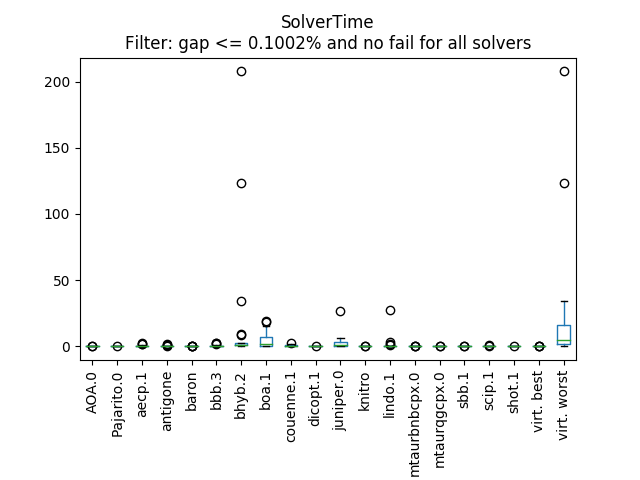 SolverTime
Filter: gap <= 0.1002% and no fail for all solvers
200
150
100
50
0
AOA.0
Pajarito.0
aecp.1
antigone
baron
bbb.3
bhyb.2
boa.1
couenne.1
dicopt.1
juniper.0
knitro
lindo.1
mtaurbnbcpx.0
mtaurqgcpx.0
sbb.1
scip.1
shot.1
virt. best
virt. worst